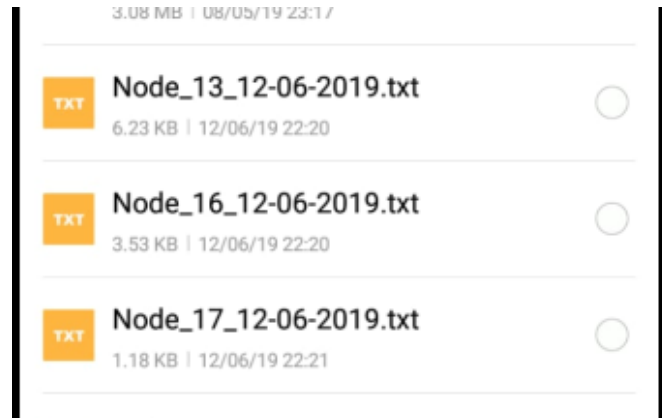 3.08 MB | 08/05/19 23:17
TXT
Node_13_12-06-2019.txt
6.23 KB | 12/06/19 22:20
TXT
Node_16_12-06-2019.txt
3.53 KB | 12/06/19 22:20
TXT
Node_17_12-06-2019.txt
1.18 KB | 12/06/19 22:21